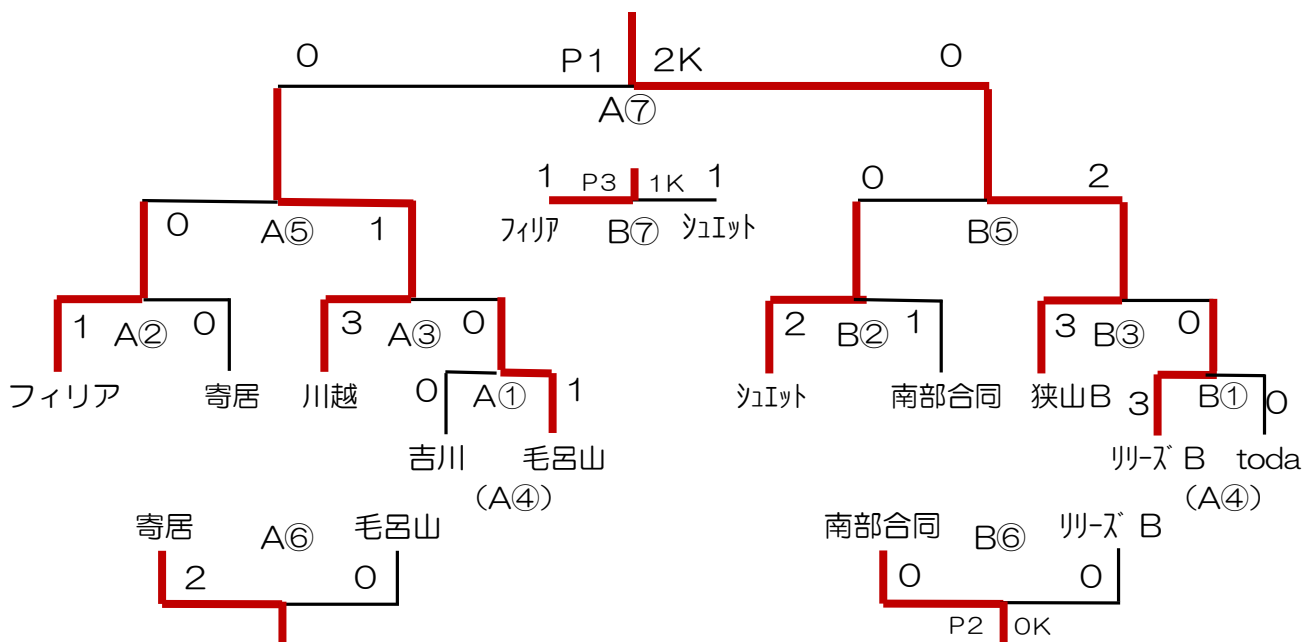 0 P1 2K 0
A⑦
1 P3 1K 1
0 2
ﾌｨﾘｱ B⑦ ｼｭｴｯﾄ
0 A⑤ 1
B⑤
1 A② 0
3 A③ 0
2 B② 1
3 B③ 0
フィリア 寄居 川越
ｼｭｴｯﾄ 南部合同 狭山B
0 A① 1
3 B① 0
吉川 毛呂山
ﾘﾘｰｽﾞ B toda
(A④)
(A④)
寄居 A⑥ 毛呂山
南部合同 B⑥ ﾘﾘｰｽﾞ B
2 0
0 0
P2 0K